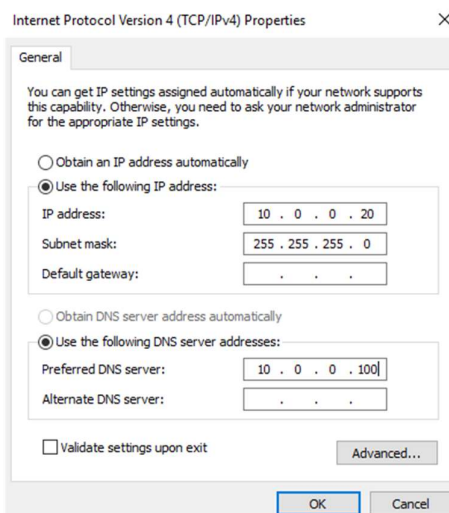 Internet Protocol Version 4 (TCP/IPv4) Properties
General
You can get IP settings assigned automatically if your network supports
this capability. Otherwise, you need to ask your network administrator
for the appropriate IP settings.
Obtain an IP address automatically
Use the following IP address:
IP address: 10 . 0 . 0 . 20
Subnet mask: 255 . 255 . 255 . 0
Default gateway: . . .
Obtain DNS server address automatically
Use the following DNS server addresses:
Preferred DNS server: 10 . 0 . 0 . 100
Alternate DNS server: . . .
Validate settings upon exit
Advanced...
OK Cancel